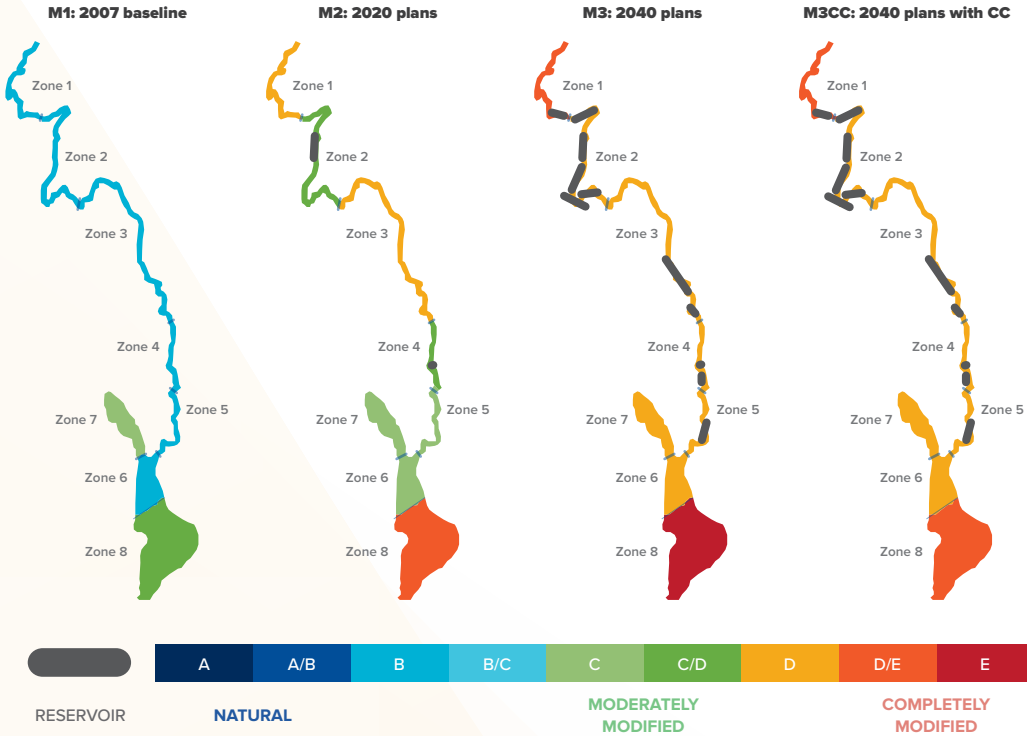 M1: 2007 baseline
M2: 2020 plans
M3: 2040 plans
M3CC: 2040 plans with CC
Zone 1
Zone 1
Zone 1
Zone 1
Zone 2
Zone 2
Zone 2
Zone 2
Zone 3
Zone 3
Zone 3
Zone 3
Zone 4
Zone 4
Zone 4
Zone 4
Zone 5
Zone 5
Zone 5
Zone 5
Zone 7
Zone 7
Zone 7
Zone 7
Zone 6
Zone 6
Zone 6
Zone 6
Zone 8
Zone 8
Zone 8
Zone 8
A
A/B
B
B/C
C
C/D
D
D/E
E
RESERVOIR
NATURAL
MODERATELY
MODIFIED
COMPLETELY
MODIFIED